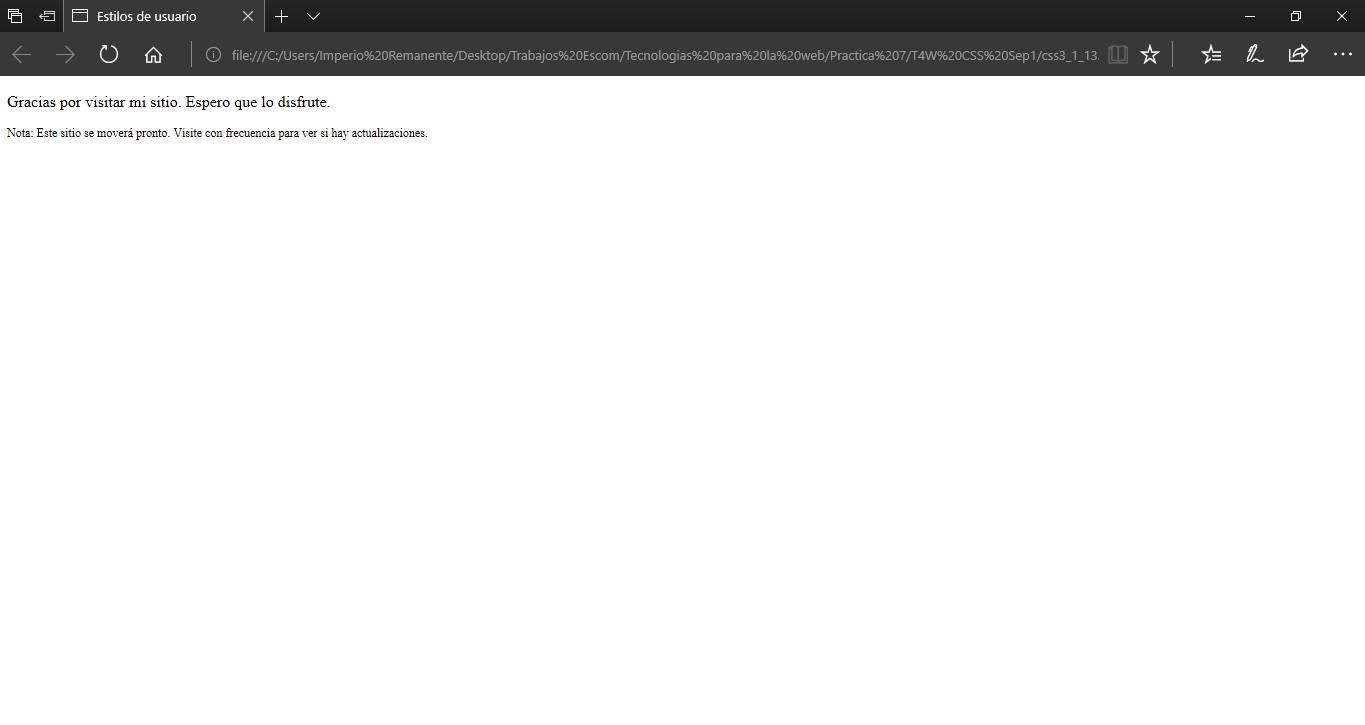 Estilos de usuario
file:///C:/Users/Imperio%20Remanente/Desktop/Trabajos%20Escom/Tecnologias%20para%20la%20web/Practica%207/T4W%20CSS%20Sep1/css3_1_13.
Gracias por visitar mi sitio. Espero que lo disfrute.
Nota: Este sitio se moverá pronto. Visite con frecuencia para ver si hay actualizaciones.